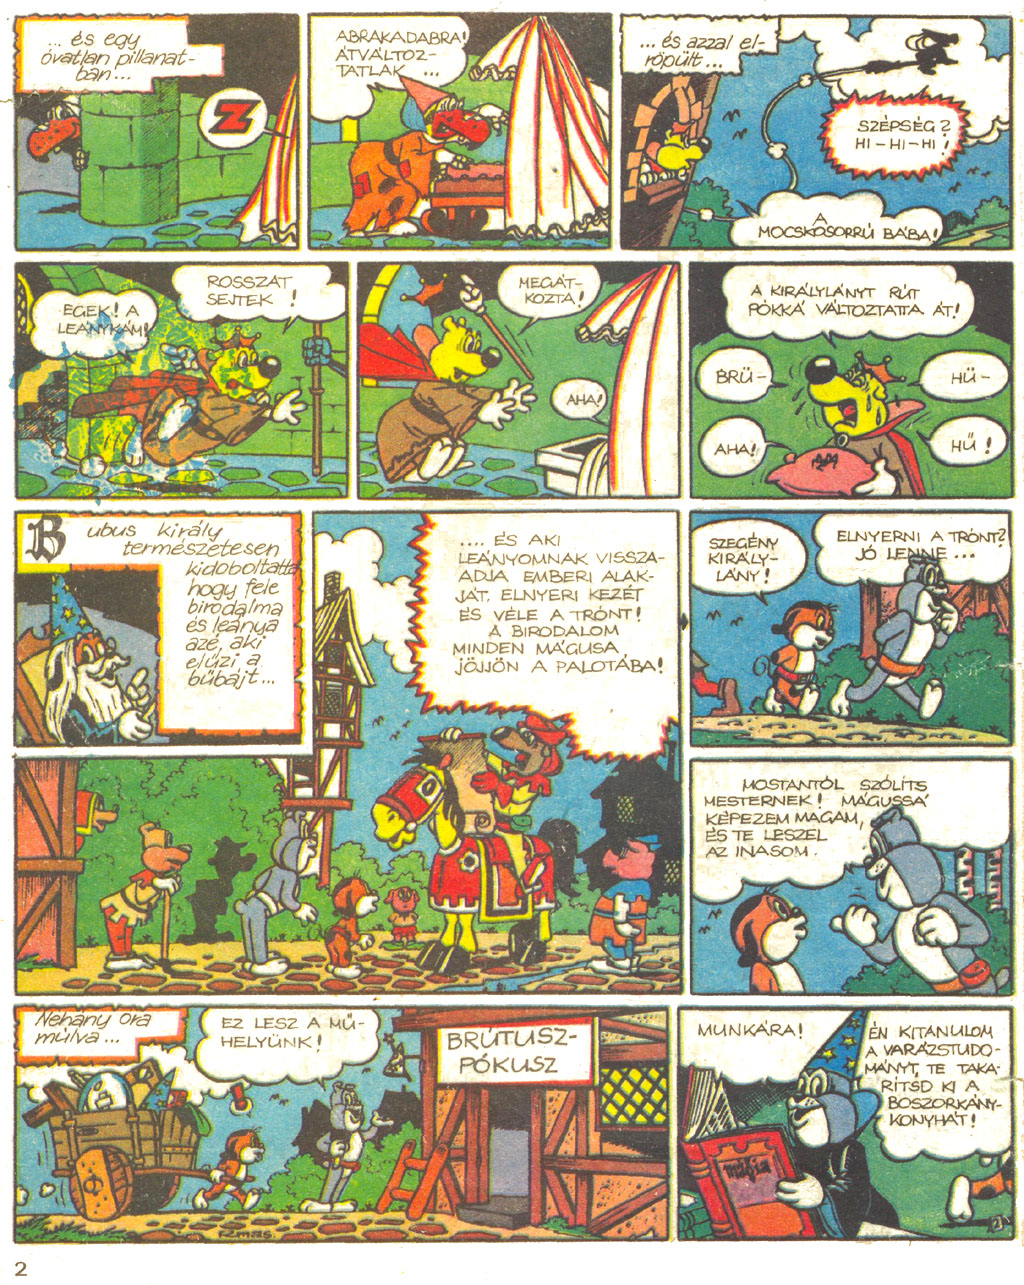 ... és egy
óvatlan pillanat-
ban...
Z
ABRAKADABRA!
ÁTVÁLTOZ-
TATLAK ...
... és azzal el-
röpült...
SZÉPSÉG?
HI-HI-HI!
A
MOCSKOSORRÚ BÁBA!
EGEK! A
LEÁNYKÁM!
ROSSZAT
SEJTEK!
MEGÁT-
KOZTA!
AHA!
A KIRÁLYLÁNYT RÚT
PÓKKÁ VÁLTOZTATTA ÁT!
BRÜ-
HÜ-
AHA!
HŰ!
Bubus király
természetesen
kidoboltatta
hogy fele
birodalma
és leánya
azé, aki
elűzi a
bűbájt...
.... ÉS AKI
LEÁNYOMNAK VISSZA-
ADJA EMBERI ALAK-
JÁT. ELNYERI KEZÉT
ÉS VÉLE A TRÓNT!
A BIRODALOM
MINDEN MÁGUSA
JÖJJÖN A PALOTÁBA!
SZEGÉNY
KIRÁLY-
LÁNY!
ELNYERNI A TRÓNT?
JÓ LENNE ...
MOSTANTÓL SZÓLÍTS
MESTERNEK! MÁGUSSÁ
KÉPEZEM MAGAM,
ÉS TE LESZEL
AZ INASOM.
Néhány óra
múlva...
EZ LESZ A MŰ-
HELYÜNK!
BRÚTUSZ-
PÓKUSZ
MUNKÁRA!
ÉN KITANULOM
A VARÁZSTUDO-
MÁNYT, TE TAKA-
RÍTSD KI A
BOSZORKÁNY-
KONYHÁT!
mágia
2
2